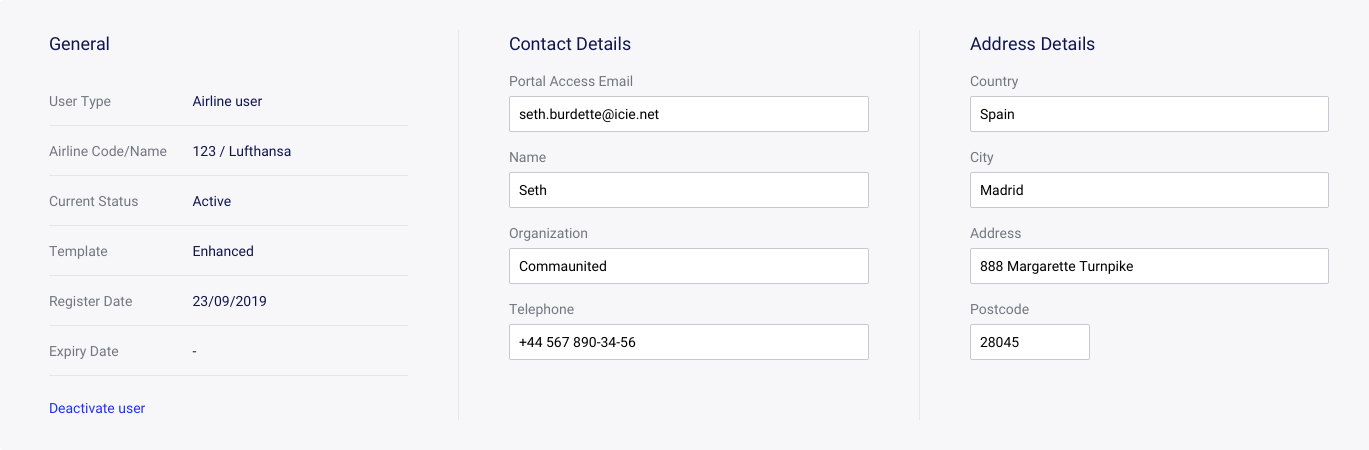 General
User Type Airline user
Airline Code/Name 123 / Lufthansa
Current Status Active
Template Enhanced
Register Date 23/09/2019
Expiry Date -
Deactivate user
Contact Details
Portal Access Email
seth.burdette@icie.net
Name
Seth
Organization
Commaunited
Telephone
+44 567 890-34-56
Address Details
Country
Spain
City
Madrid
Address
888 Margarette Turnpike
Postcode
28045